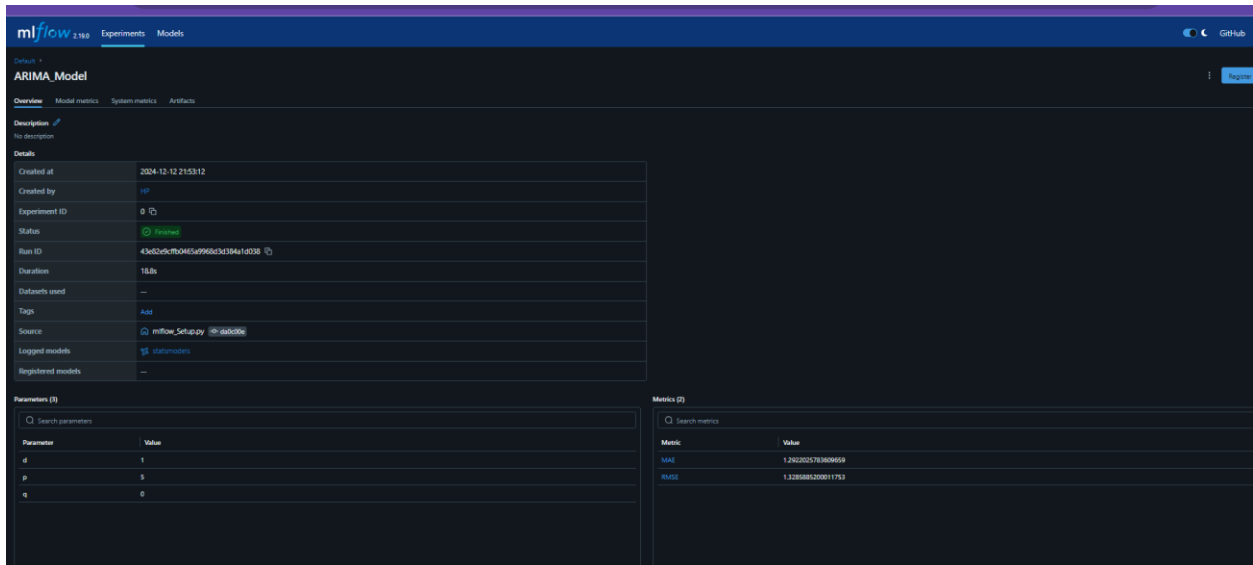 mlflow 2.19.0 Experiments Models GitHub
Default >
ARIMA_Model
Register
Overview Model metrics System metrics Artifacts
Description
No description
Details
Created at 2024-12-12 21:53:12
Created by HP
Experiment ID 0
Status Finished
Run ID 43e82e9cffb0465a9968d3d384a1d038
Duration 18.8s
Datasets used —
Tags Add
Source mlflow_Setup.py
Logged models statsmodels
Registered models —
Parameters (3)
Search parameters
Parameter Value
d 1
p 5
q 0
Metrics (2)
Search metrics
Metric Value
MAE 1.2922025783609659
RMSE 1.3285885200011753